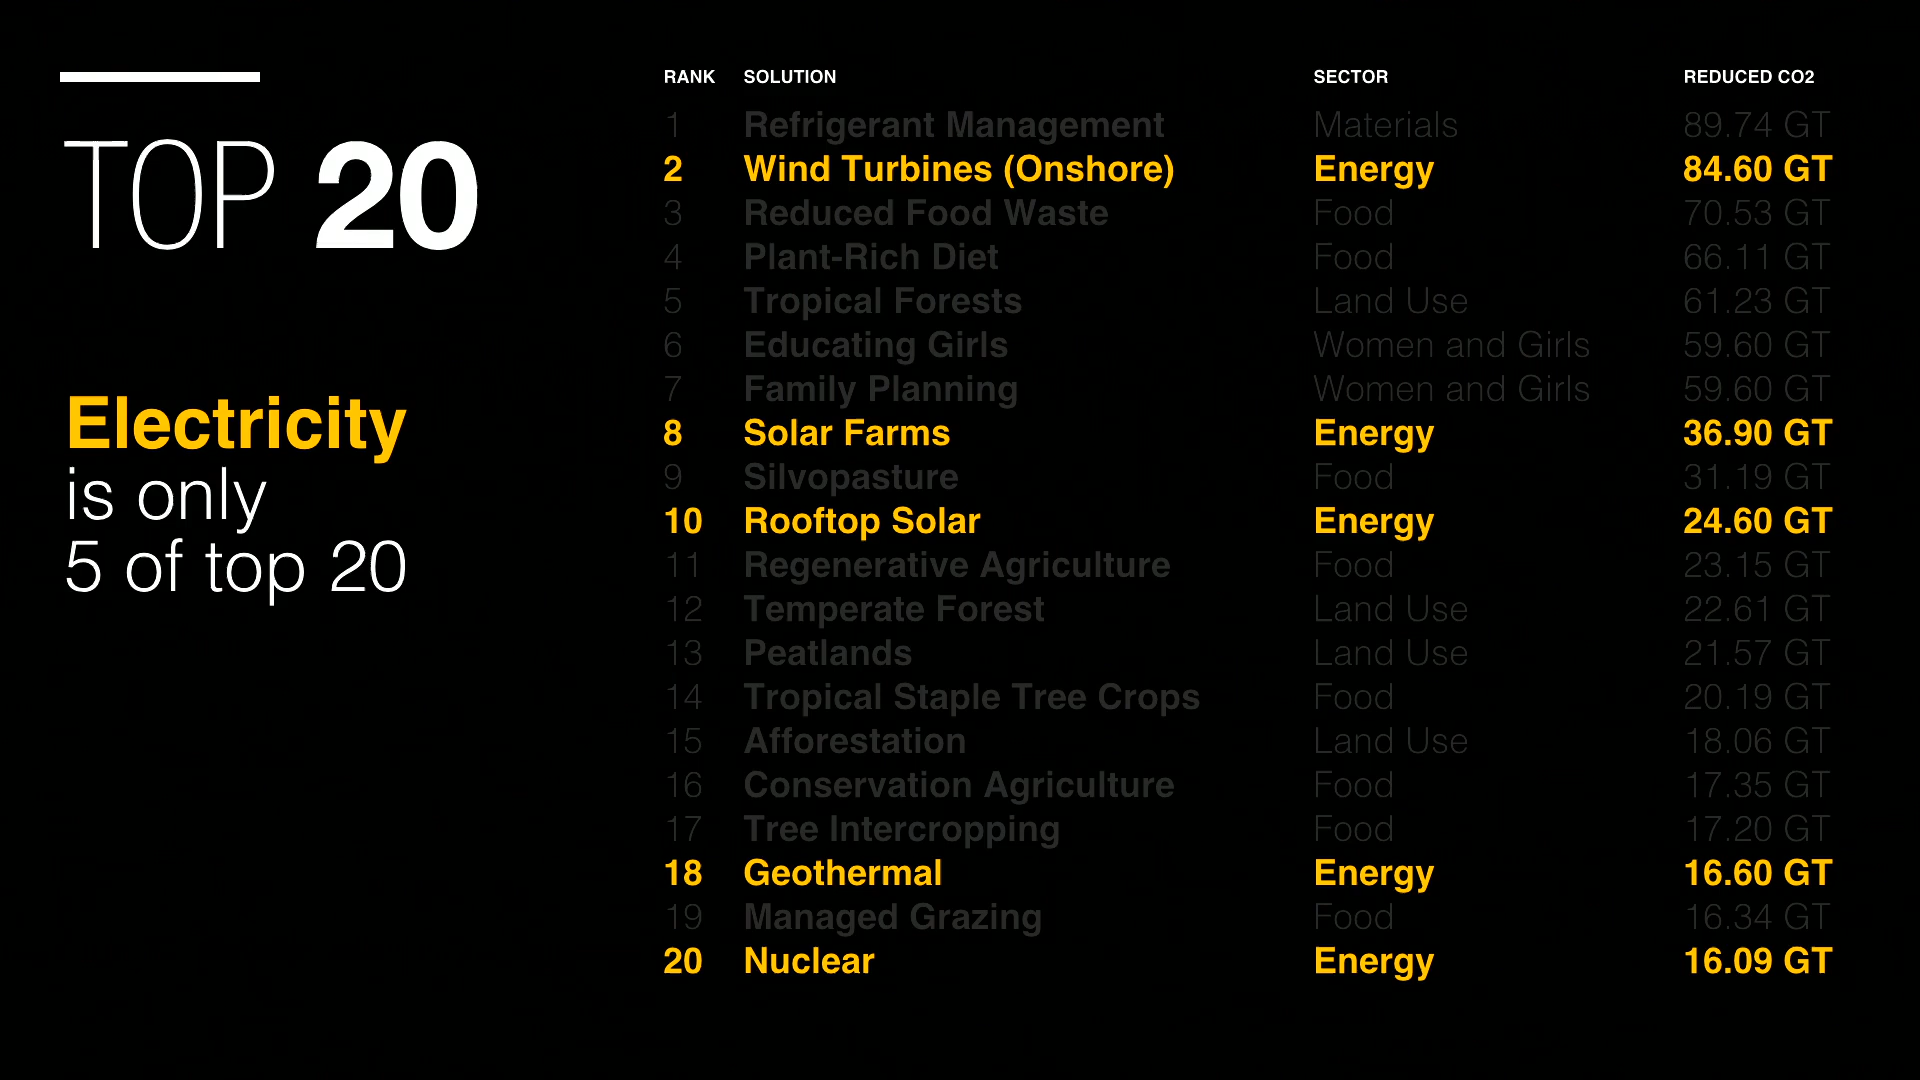 TOP 20
Electricity
is only
5 of top 20
RANK SOLUTION SECTOR REDUCED CO2
1 Refrigerant Management Materials 89.74 GT
2 Wind Turbines (Onshore) Energy 84.60 GT
3 Reduced Food Waste Food 70.53 GT
4 Plant-Rich Diet Food 66.11 GT
5 Tropical Forests Land Use 61.23 GT
6 Educating Girls Women and Girls 59.60 GT
7 Family Planning Women and Girls 59.60 GT
8 Solar Farms Energy 36.90 GT
9 Silvopasture Food 31.19 GT
10 Rooftop Solar Energy 24.60 GT
11 Regenerative Agriculture Food 23.15 GT
12 Temperate Forest Land Use 22.61 GT
13 Peatlands Land Use 21.57 GT
14 Tropical Staple Tree Crops Food 20.19 GT
15 Afforestation Land Use 18.06 GT
16 Conservation Agriculture Food 17.35 GT
17 Tree Intercropping Food 17.20 GT
18 Geothermal Energy 16.60 GT
19 Managed Grazing Food 16.34 GT
20 Nuclear Energy 16.09 GT